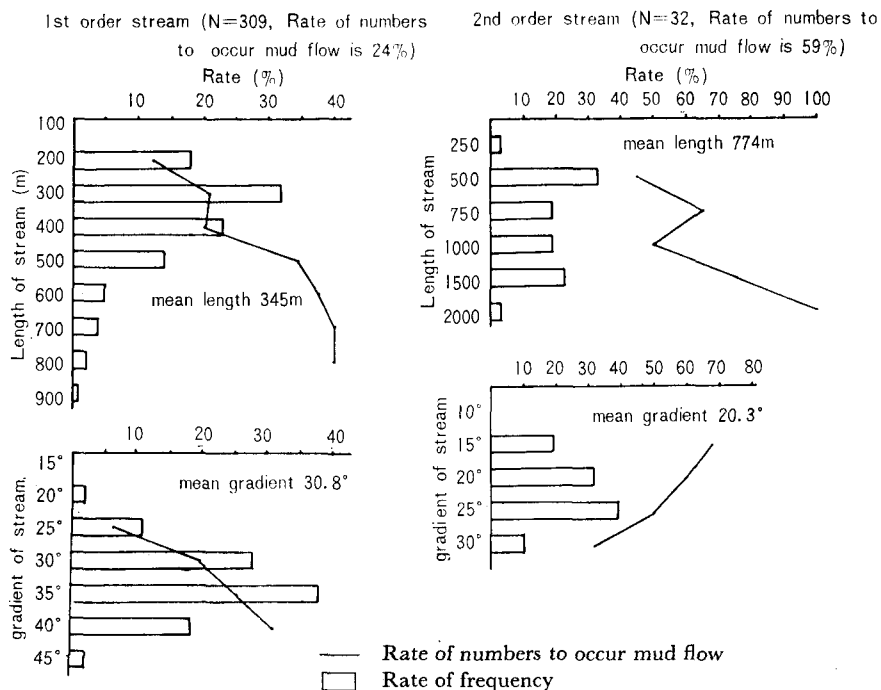 1st order stream (N=309, Rate of numbers
to occur mud flow is 24%)
Rate (%)
10 20 30 40
100
200
300
400
500
600
700
800
900
Length of stream (m)
mean length 345m
10 20 30 40
15°
20°
25°
30°
35°
40°
45°
gradient of stream.
mean gradient 30.8°
2nd order stream (N=32, Rate of numbers to
occur mud flow is 59%)
Rate (%)
10 20 30 40 50 60 70 80 100
250
500
750
1000
1500
2000
Length of stream
mean length 774m
10 20 30 40 50 60 70 80
10°
15°
20°
25°
30°
gradient of stream
mean gradient 20.3°
Rate of numbers to occur mud flow
Rate of frequency